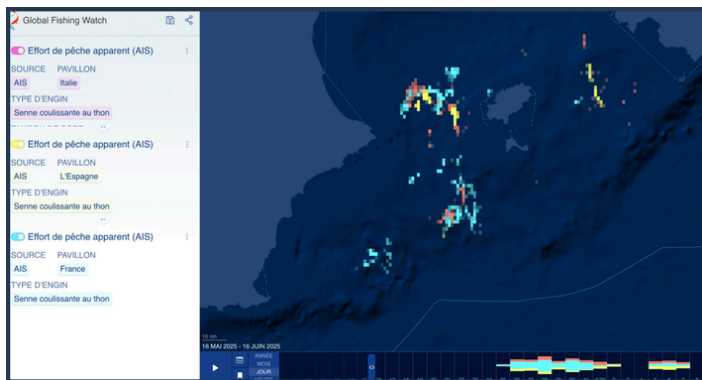 Global Fishing Watch
Effort de pêche apparent (AIS)
SOURCE PAVILLON
AIS Italie
TYPE D'ENGIN
Senne coulissante au thon
Effort de pêche apparent (AIS)
SOURCE PAVILLON
AIS L'Espagne
TYPE D'ENGIN
Senne coulissante au thon
Effort de pêche apparent (AIS)
SOURCE PAVILLON
AIS France
TYPE D'ENGIN
Senne coulissante au thon
10 nm
16 MAI 2025 - 16 JUIN 2025
ANNÉE
MOIS
JOUR